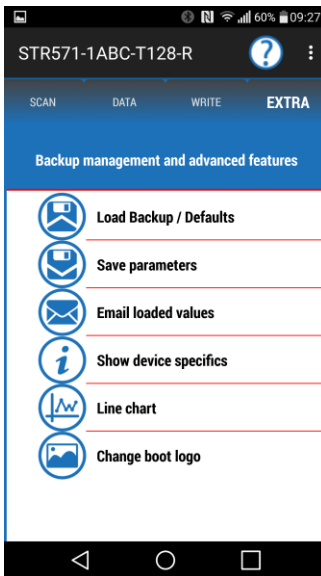 60% 09:27
STR571-1ABC-T128-R ?
SCAN DATA WRITE EXTRA
Backup management and advanced features
Load Backup / Defaults
Save parameters
Email loaded values
i Show device specifics
Line chart
Change boot logo